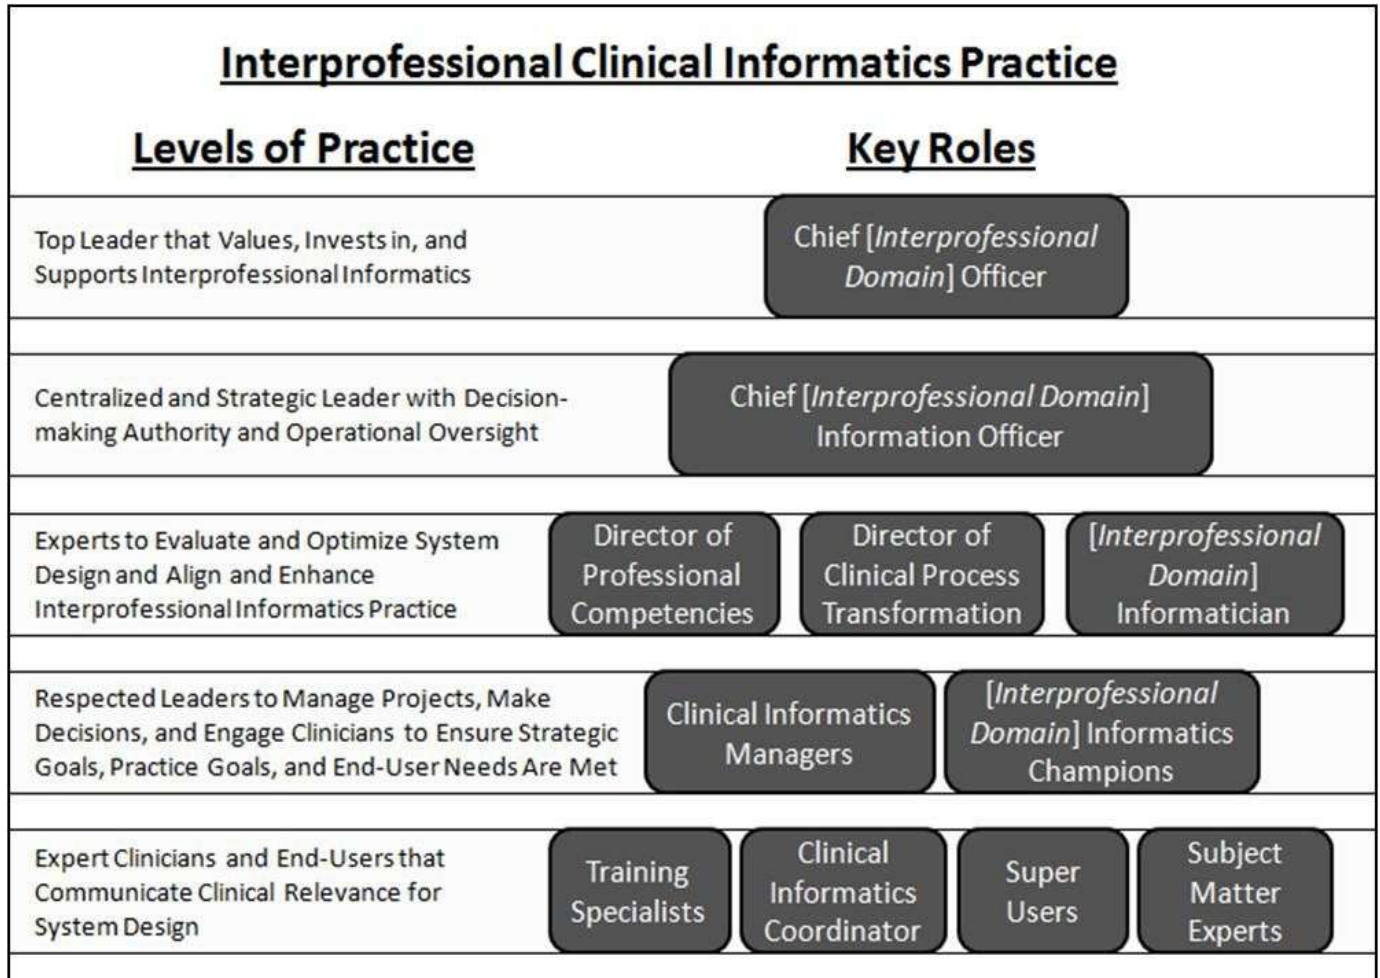 Interprofessional Clinical Informatics Practice
Levels of Practice
Key Roles
Top Leader that Values, Invests in, and
Supports Interprofessional Informatics
Chief [Interprofessional
Domain] Officer
Centralized and Strategic Leader with Decision-
making Authority and Operational Oversight
Chief [Interprofessional Domain]
Information Officer
Experts to Evaluate and Optimize System
Design and Align and Enhance
Interprofessional Informatics Practice
Director of
Professional
Competencies
Director of
Clinical Process
Transformation
[Interprofessional
Domain]
Informatician
Respected Leaders to Manage Projects, Make
Decisions, and Engage Clinicians to Ensure Strategic
Goals, Practice Goals, and End-User Needs Are Met
Clinical Informatics
Managers
[Interprofessional
Domain] Informatics
Champions
Expert Clinicians and End-Users that
Communicate Clinical Relevance for
System Design
Training
Specialists
Clinical
Informatics
Coordinator
Super
Users
Subject
Matter
Experts